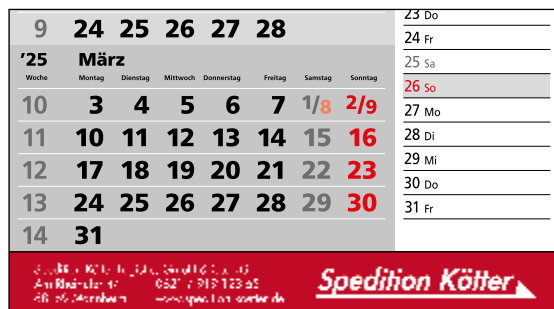 9 24 25 26 27 28
'25 März
Woche Montag Dienstag Mittwoch Donnerstag Freitag Samstag Sonntag
10 3 4 5 6 7 1/8 2/9
11 10 11 12 13 14 15 16
12 17 18 19 20 21 22 23
13 24 25 26 27 28 29 30
14 31
23 Do
24 Fr
25 Sa
26 So
27 Mo
28 Di
29 Mi
30 Do
31 Fr
Spedition Kötter